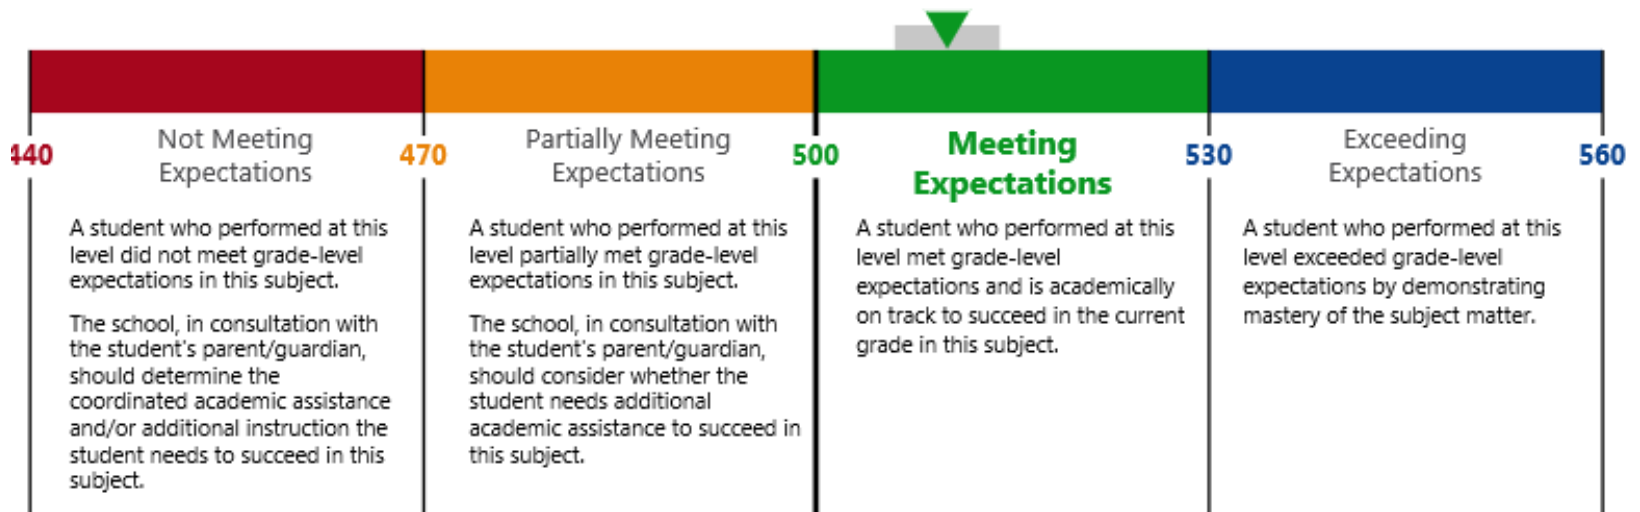 440
Not Meeting
Expectations
470
Partially Meeting
Expectations
500
Meeting
Expectations
530
Exceeding
Expectations
560
A student who performed at this
level did not meet grade-level
expectations in this subject.
The school, in consultation with
the student's parent/guardian,
should determine the
coordinated academic assistance
and/or additional instruction the
student needs to succeed in this
subject.
A student who performed at this
level partially met grade-level
expectations in this subject.
The school, in consultation with
the student's parent/guardian,
should consider whether the
student needs additional
academic assistance to succeed in
this subject.
A student who performed at this
level met grade-level
expectations and is academically
on track to succeed in the current
grade in this subject.
A student who performed at this
level exceeded grade-level
expectations by demonstrating
mastery of the subject matter.